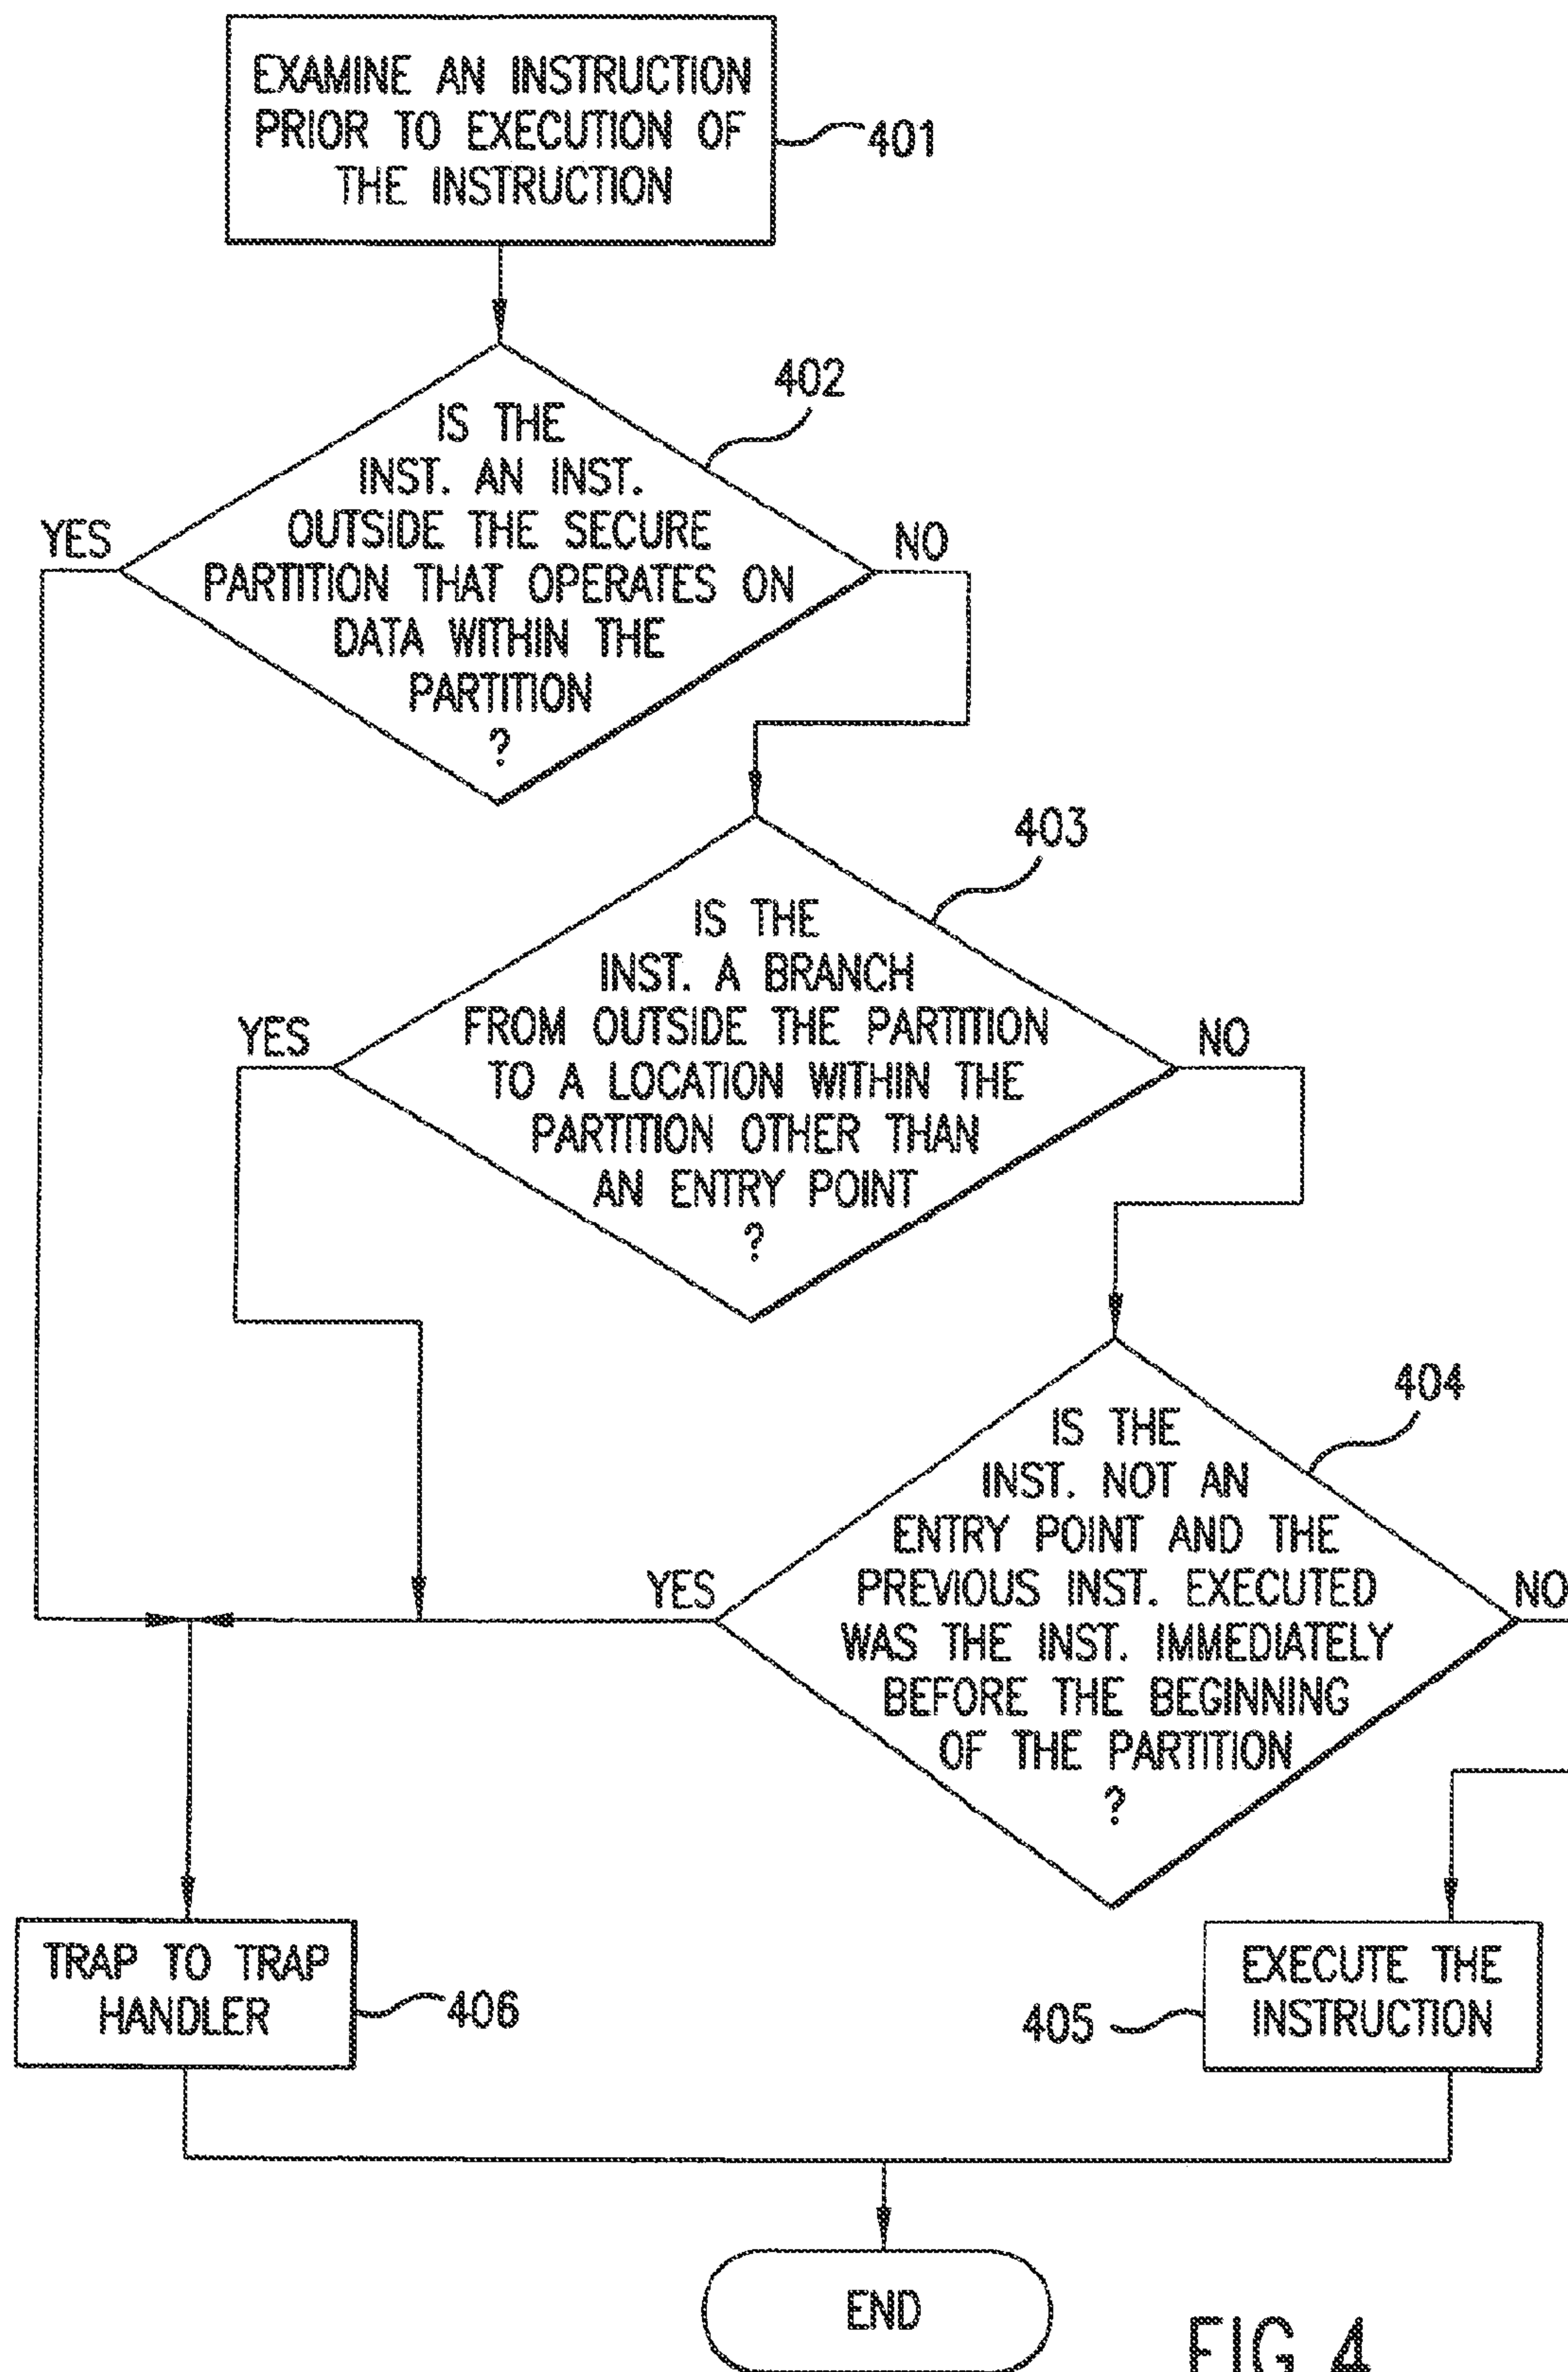 EXAMINE AN INSTRUCTION
PRIOR TO EXECUTION OF
THE INSTRUCTION
401
402
IS THE
INST. AN INST.
OUTSIDE THE SECURE
PARTITION THAT OPERATES ON
DATA WITHIN THE
PARTITION
?
YES
NO
403
IS THE
INST. A BRANCH
FROM OUTSIDE THE PARTITION
TO A LOCATION WITHIN THE
PARTITION OTHER THAN
AN ENTRY POINT
?
YES
NO
404
IS THE
INST. NOT AN
ENTRY POINT AND THE
PREVIOUS INST. EXECUTED
WAS THE INST. IMMEDIATELY
BEFORE THE BEGINNING
OF THE PARTITION
?
YES
NO
TRAP TO TRAP
HANDLER
406
405
EXECUTE THE
INSTRUCTION
END
FIG. 4